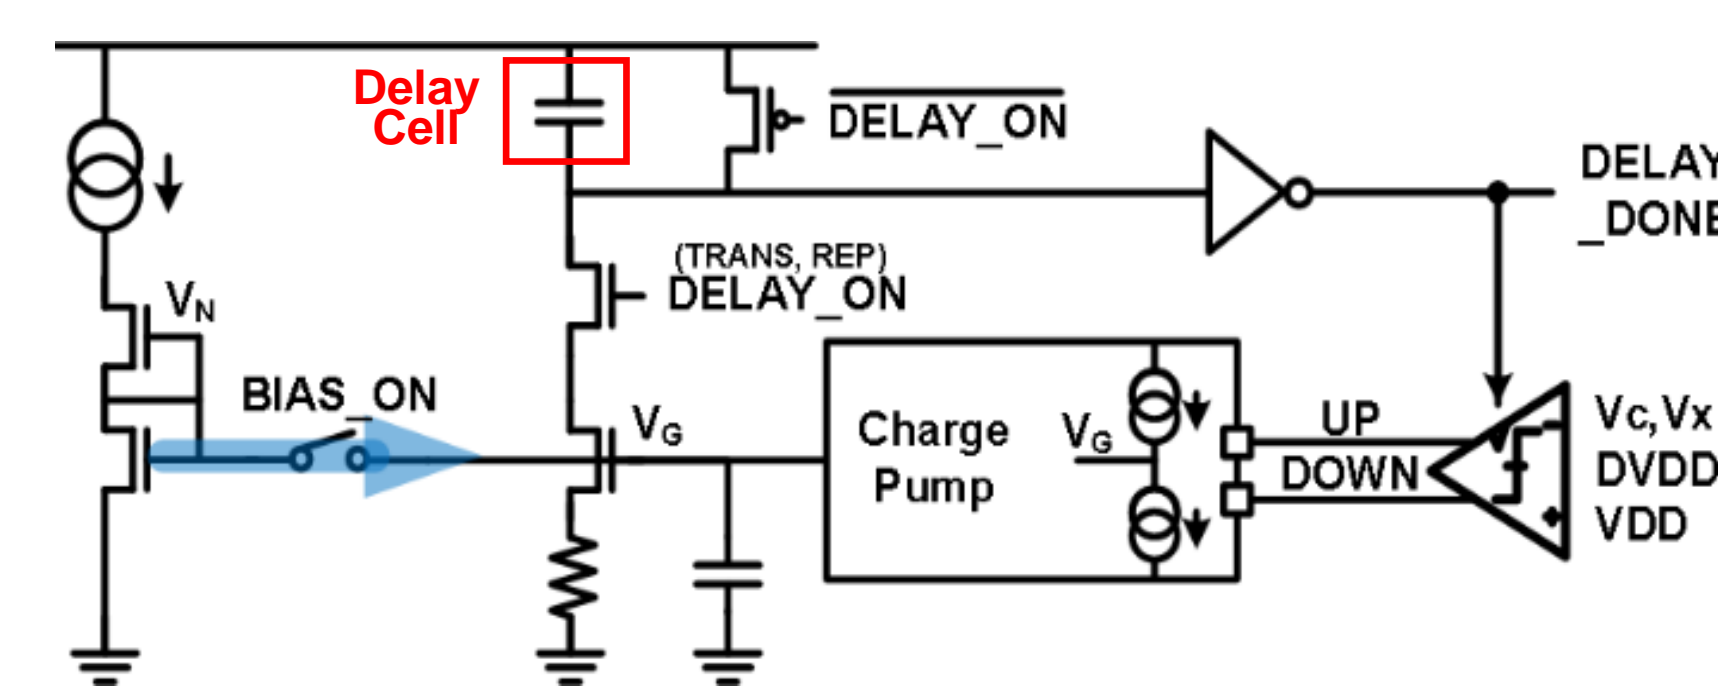 Delay
Cell
DELAY_ON
DELAY
_DONE
(TRANS, REP)
DELAY_ON
VN
BIAS_ON
VG
Charge
Pump
VG
UP
DOWN
Vc,Vx
DVDD
VDD